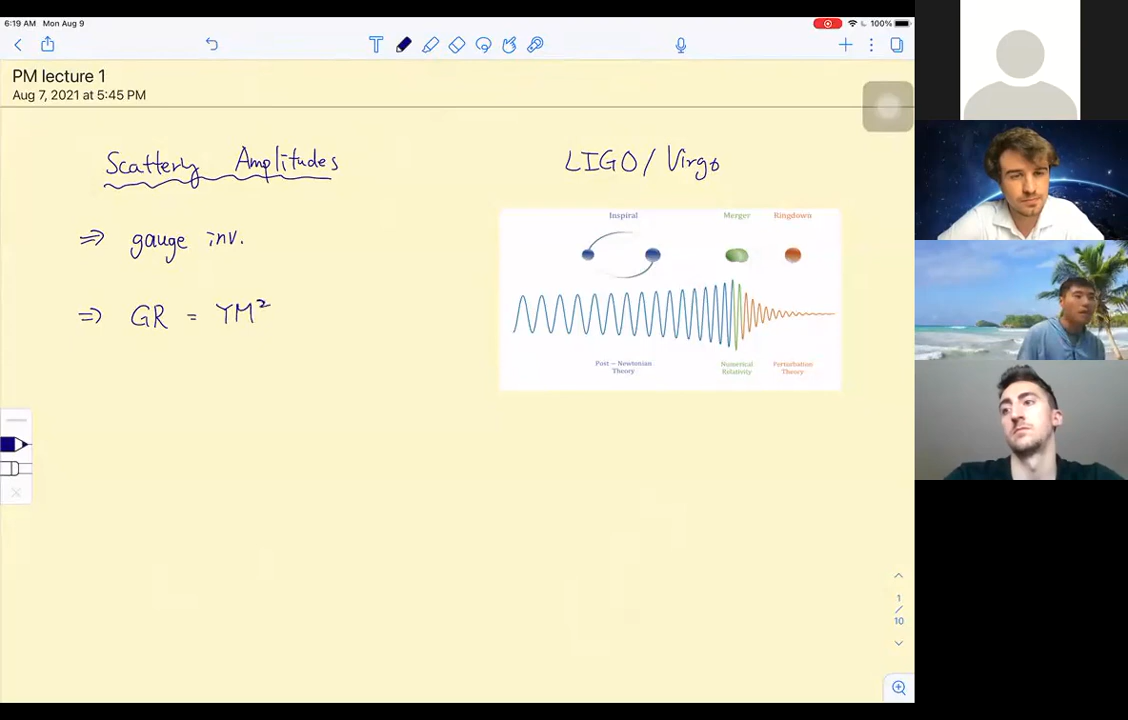 6:19 AM Mon Aug 9
100%
PM lecture 1
Aug 7, 2021 at 5:45 PM
Scatterly Amplitudes
⇒ gauge inv.
⇒ GR = YM²
LIGO / Virgo
Inspiral Merger Ringdown
Post – Newtonian Theory
Numerical Relativity
Perturbation Theory
1
/
10